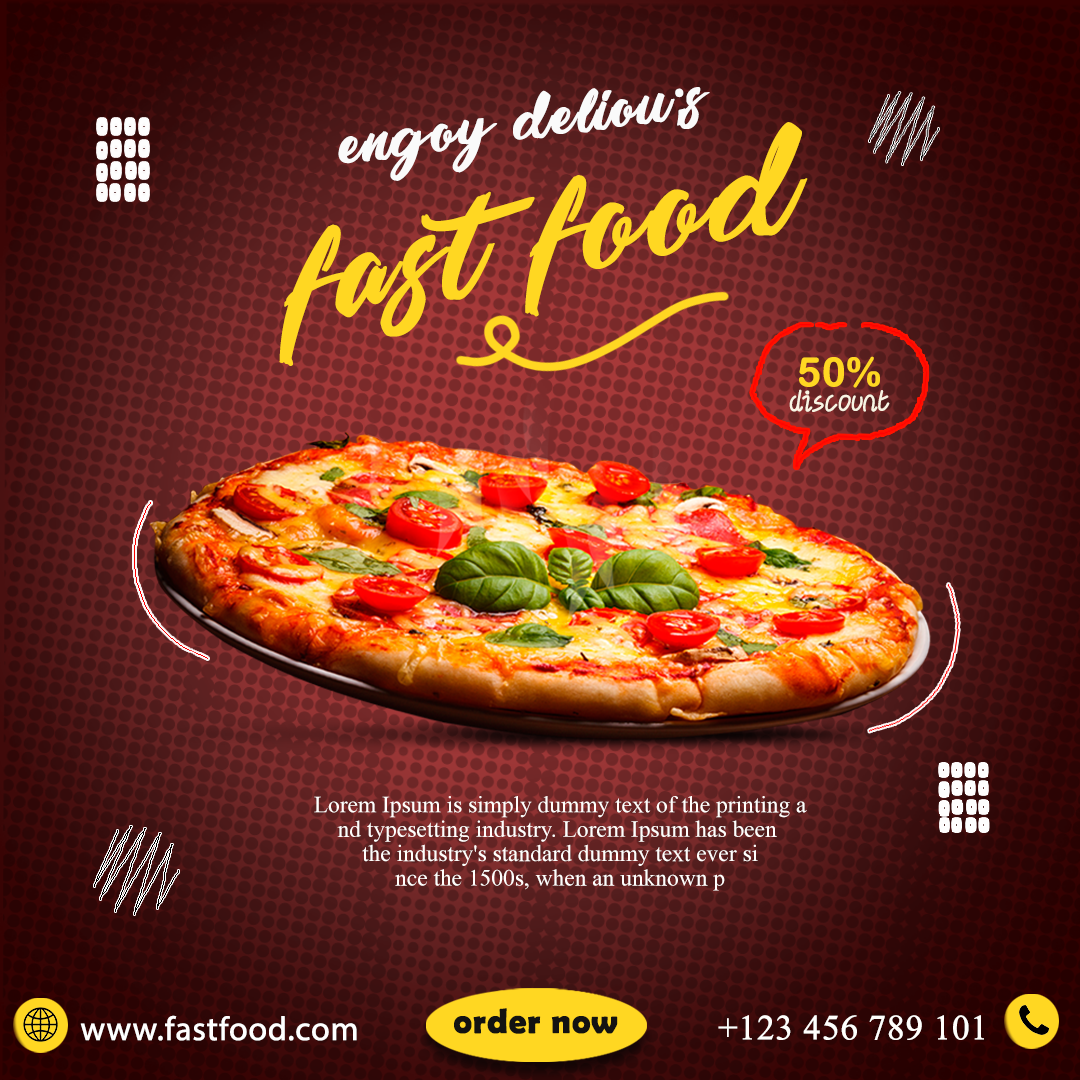 engoy deliou's
fast food
50%
discount
Lorem Ipsum is simply dummy text of the printing a
nd typesetting industry. Lorem Ipsum has been
the industry's standard dummy text ever si
nce the 1500s, when an unknown p
www.fastfood.com
order now
+123 456 789 101